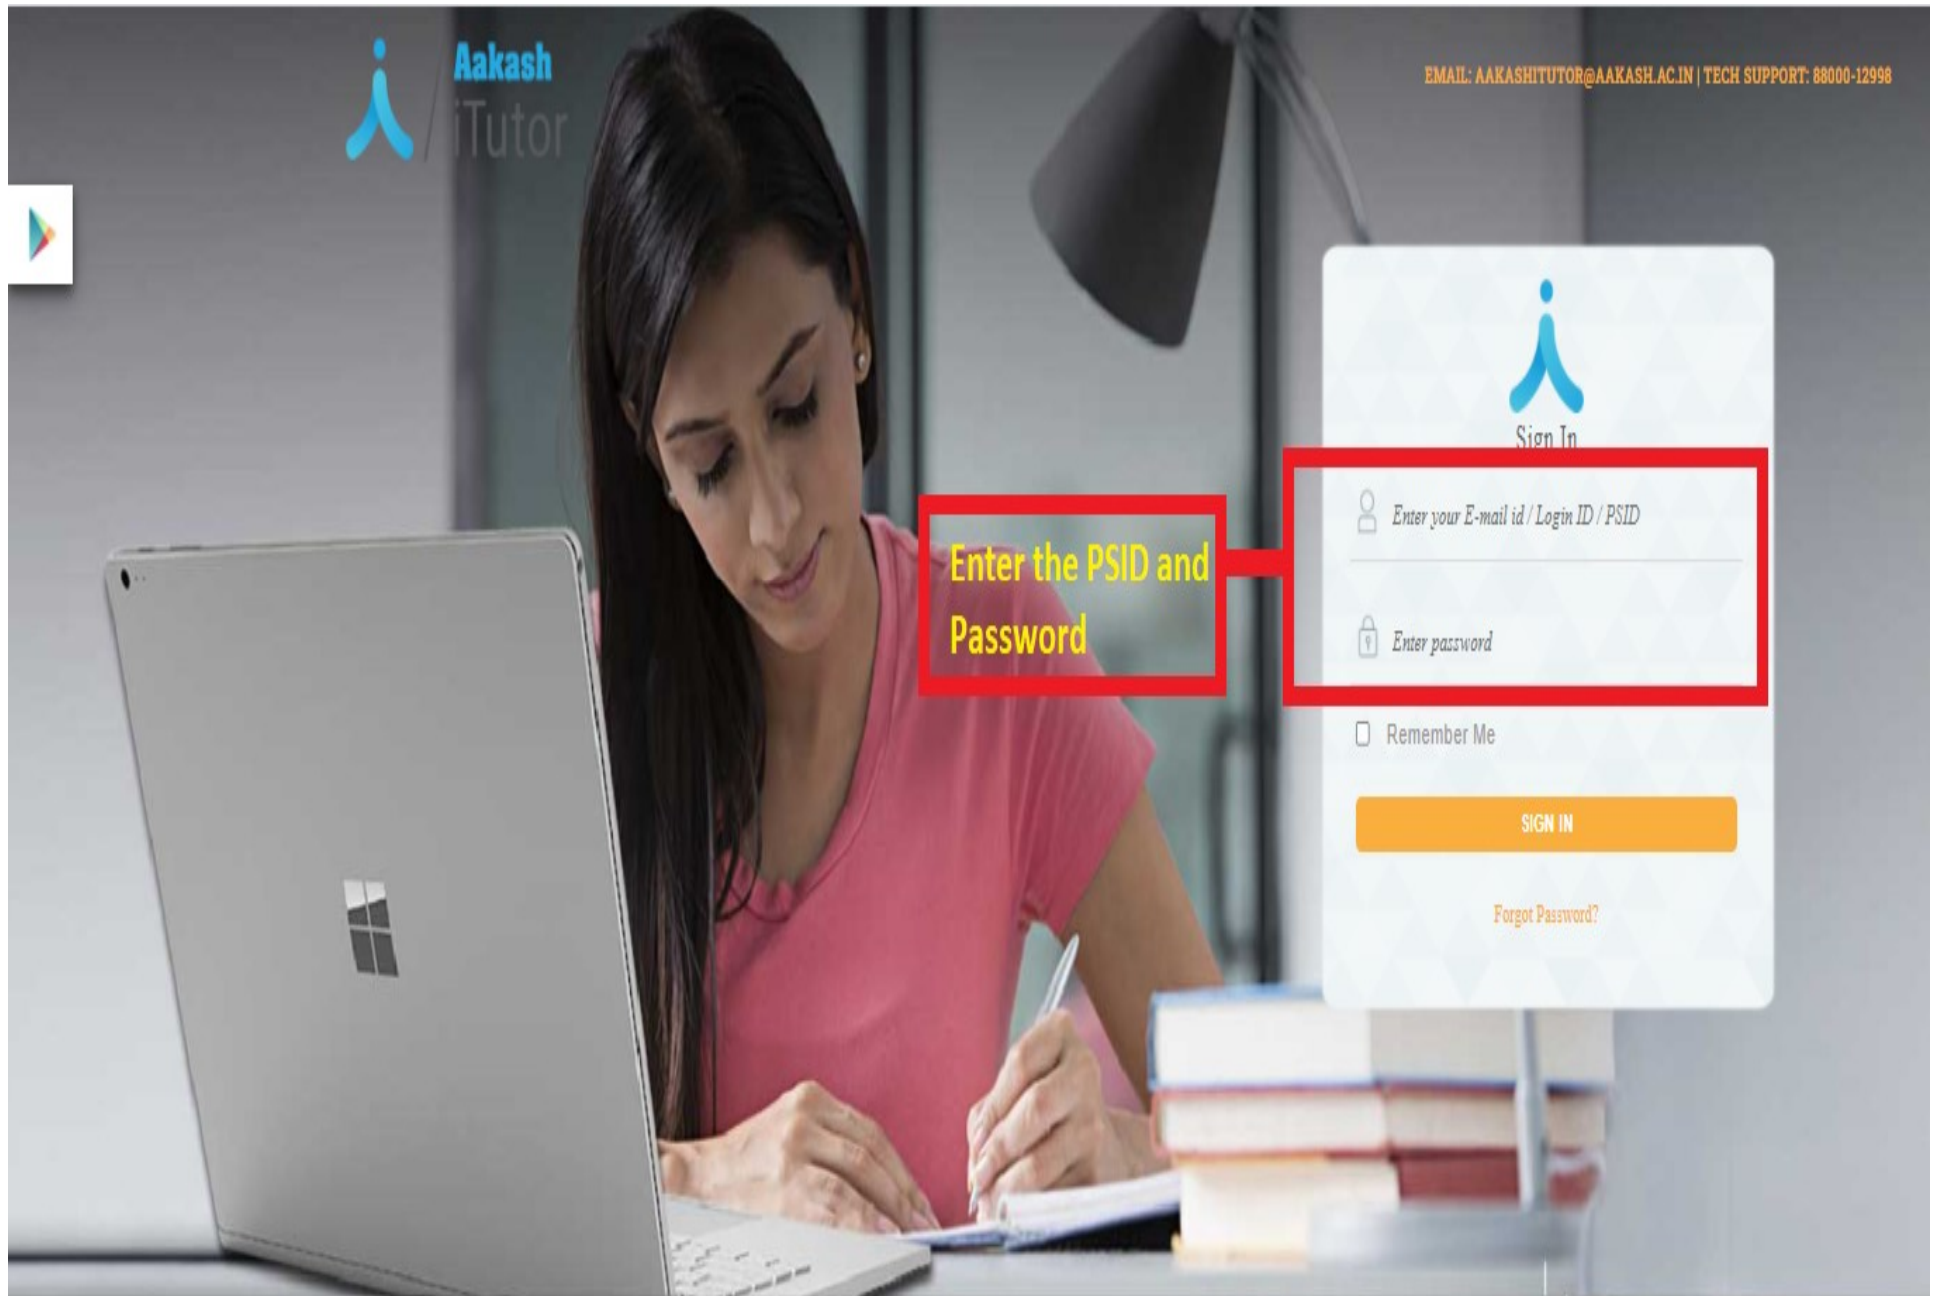 Aakash
iTutor
EMAIL: AAKASHITUTOR@AAKASH.AC.IN | TECH SUPPORT: 88000-12998
Sign In
Enter your E-mail id / Login ID / PSID
Enter the PSID and
Password
Enter password
Remember Me
SIGN IN
Forgot Password?